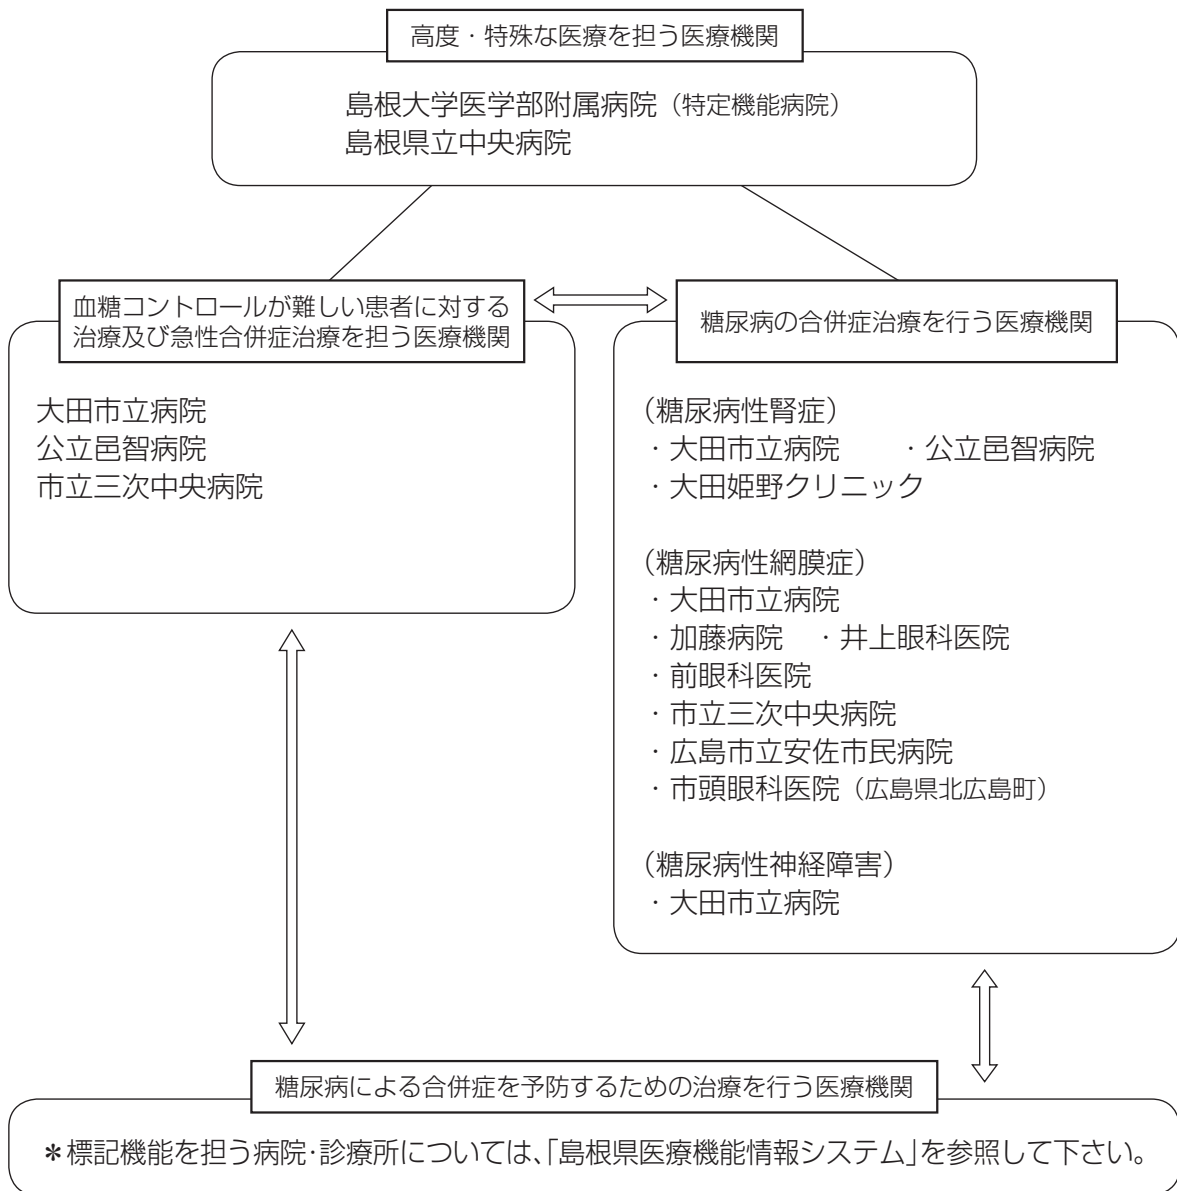 高度・特殊な医療を担う医療機関
島根大学医学部附属病院（特定機能病院）
島根県立中央病院
血糖コントロールが難しい患者に対する
治療及び急性合併症治療を担う医療機関
大田市立病院
公立邑智病院
市立三次中央病院
糖尿病の合併症治療を行う医療機関
（糖尿病性腎症）
・大田市立病院　　・公立邑智病院
・大田姫野クリニック
（糖尿病性網膜症）
・大田市立病院
・加藤病院　・井上眼科医院
・前眼科医院
・市立三次中央病院
・広島市立安佐市民病院
・市頭眼科医院（広島県北広島町）
（糖尿病性神経障害）
・大田市立病院
糖尿病による合併症を予防するための治療を行う医療機関
＊標記機能を担う病院・診療所については、「島根県医療機能情報システム」を参照して下さい。